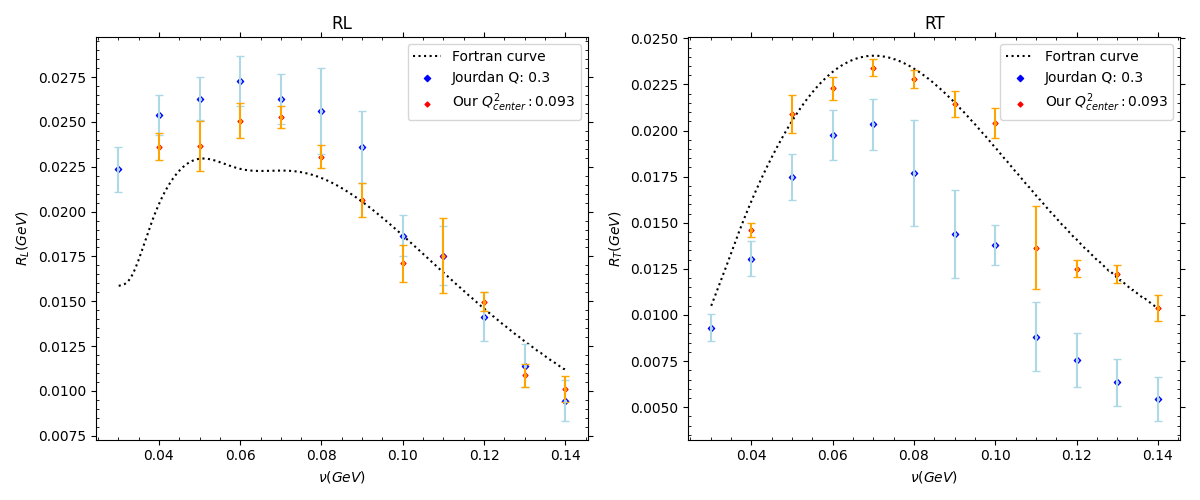 RL
Fortran curve
Jourdan Q: 0.3
Our $Q^2_{center}$ : 0.093
0.0275
0.0250
0.0225
0.0200
0.0175
0.0150
0.0125
0.0100
0.0075
R_L(GeV)
0.04 0.06 0.08 0.10 0.12 0.14
ν(GeV)
RT
Fortran curve
Jourdan Q: 0.3
Our $Q^2_{center}$ : 0.093
0.0250
0.0225
0.0200
0.0175
0.0150
0.0125
0.0100
0.0075
0.0050
R_T(GeV)
0.04 0.06 0.08 0.10 0.12 0.14
ν(GeV)